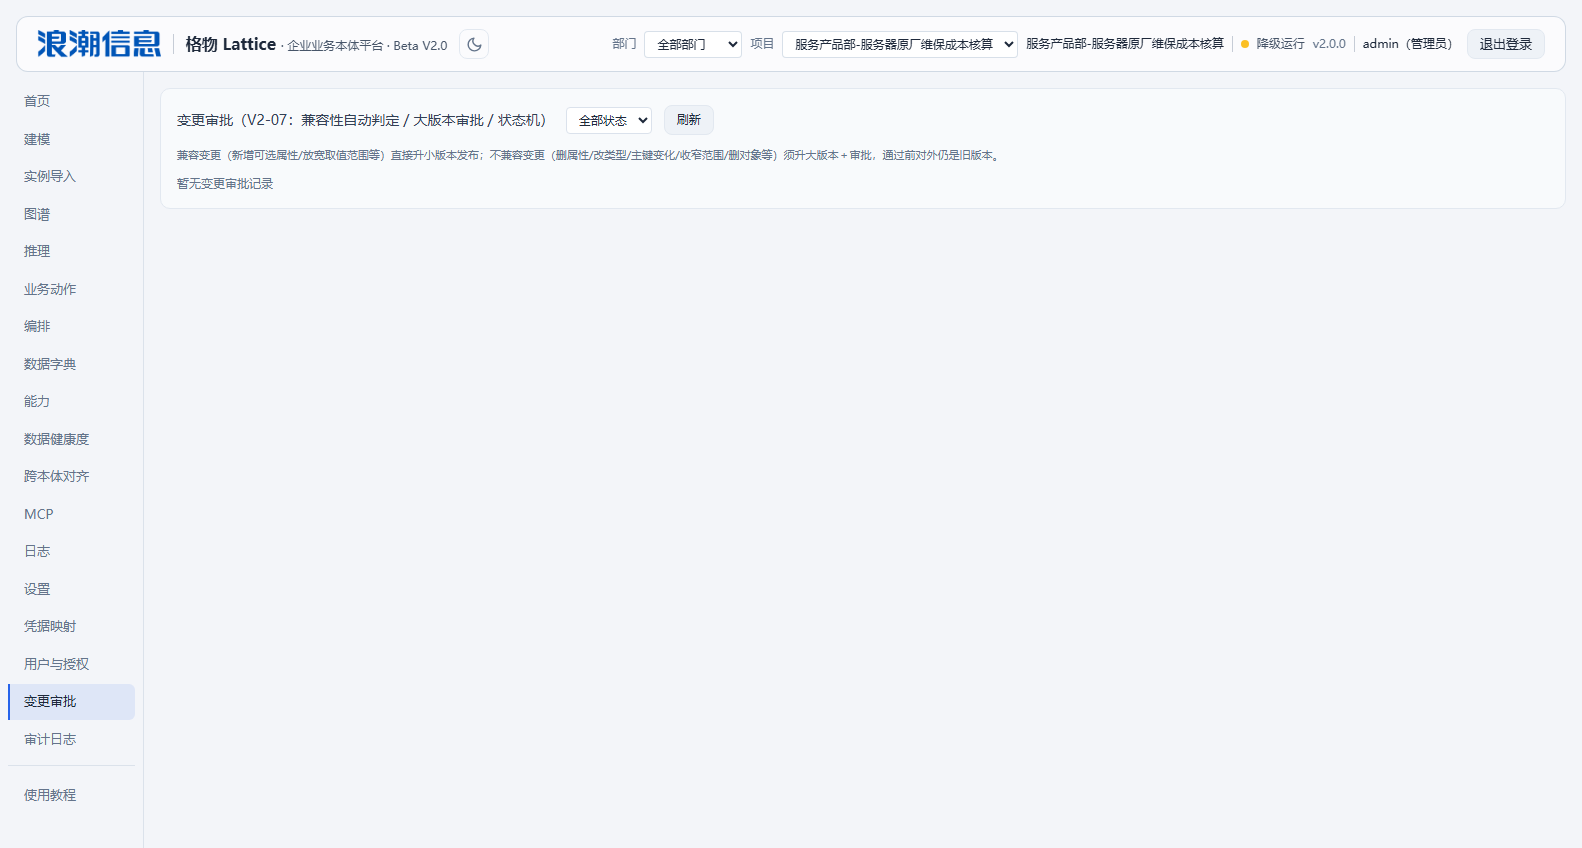 浪潮信息 格物 Lattice · 企业业务本体平台 · Beta V2.0 部门 全部部门 项目 服务产品部-服务器原厂维保成本核算 服务产品部-服务器原厂维保成本核算 降级运行 v2.0.0 admin（管理员） 退出登录
首页
建模
实例导入
图谱
推理
业务动作
编排
数据字典
能力
数据健康度
跨本体对齐
MCP
日志
设置
凭据映射
用户与授权
变更审批
审计日志
使用教程
变更审批（V2-07：兼容性自动判定 / 大版本审批 / 状态机） 全部状态 刷新
兼容变更（新增可选属性/放宽取值范围等）直接升小版本发布；不兼容变更（删属性/改类型/主键变化/收窄范围/删对象等）须升大版本 + 审批，通过前对外仍是旧版本。
暂无变更审批记录